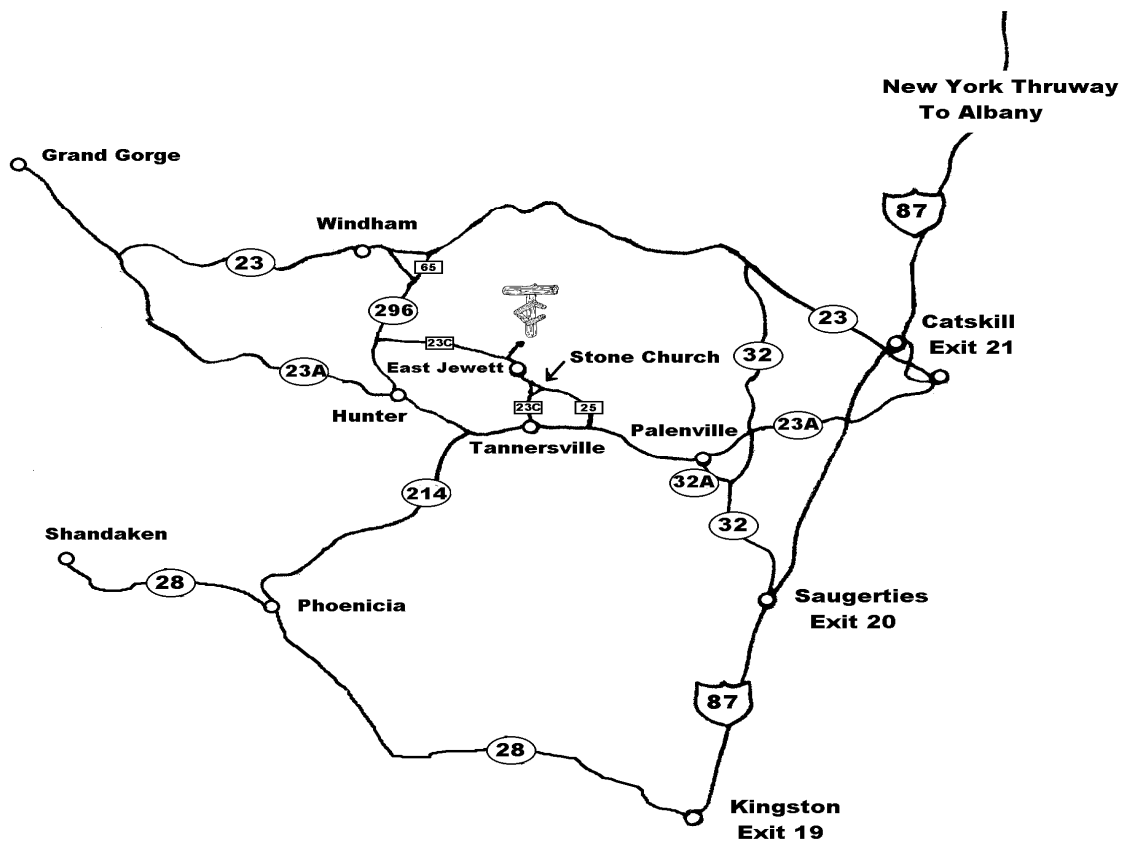 New York Thruway
To Albany
Grand Gorge
87
Windham
23
65
296
23
Catskill
Exit 21
23C
32
Stone Church
East Jewett
23A
Hunter
23C
25
Palenville
23A
Tannersville
32A
214
32
Shandaken
28
Phoenicia
Saugerties
Exit 20
87
28
Kingston
Exit 19